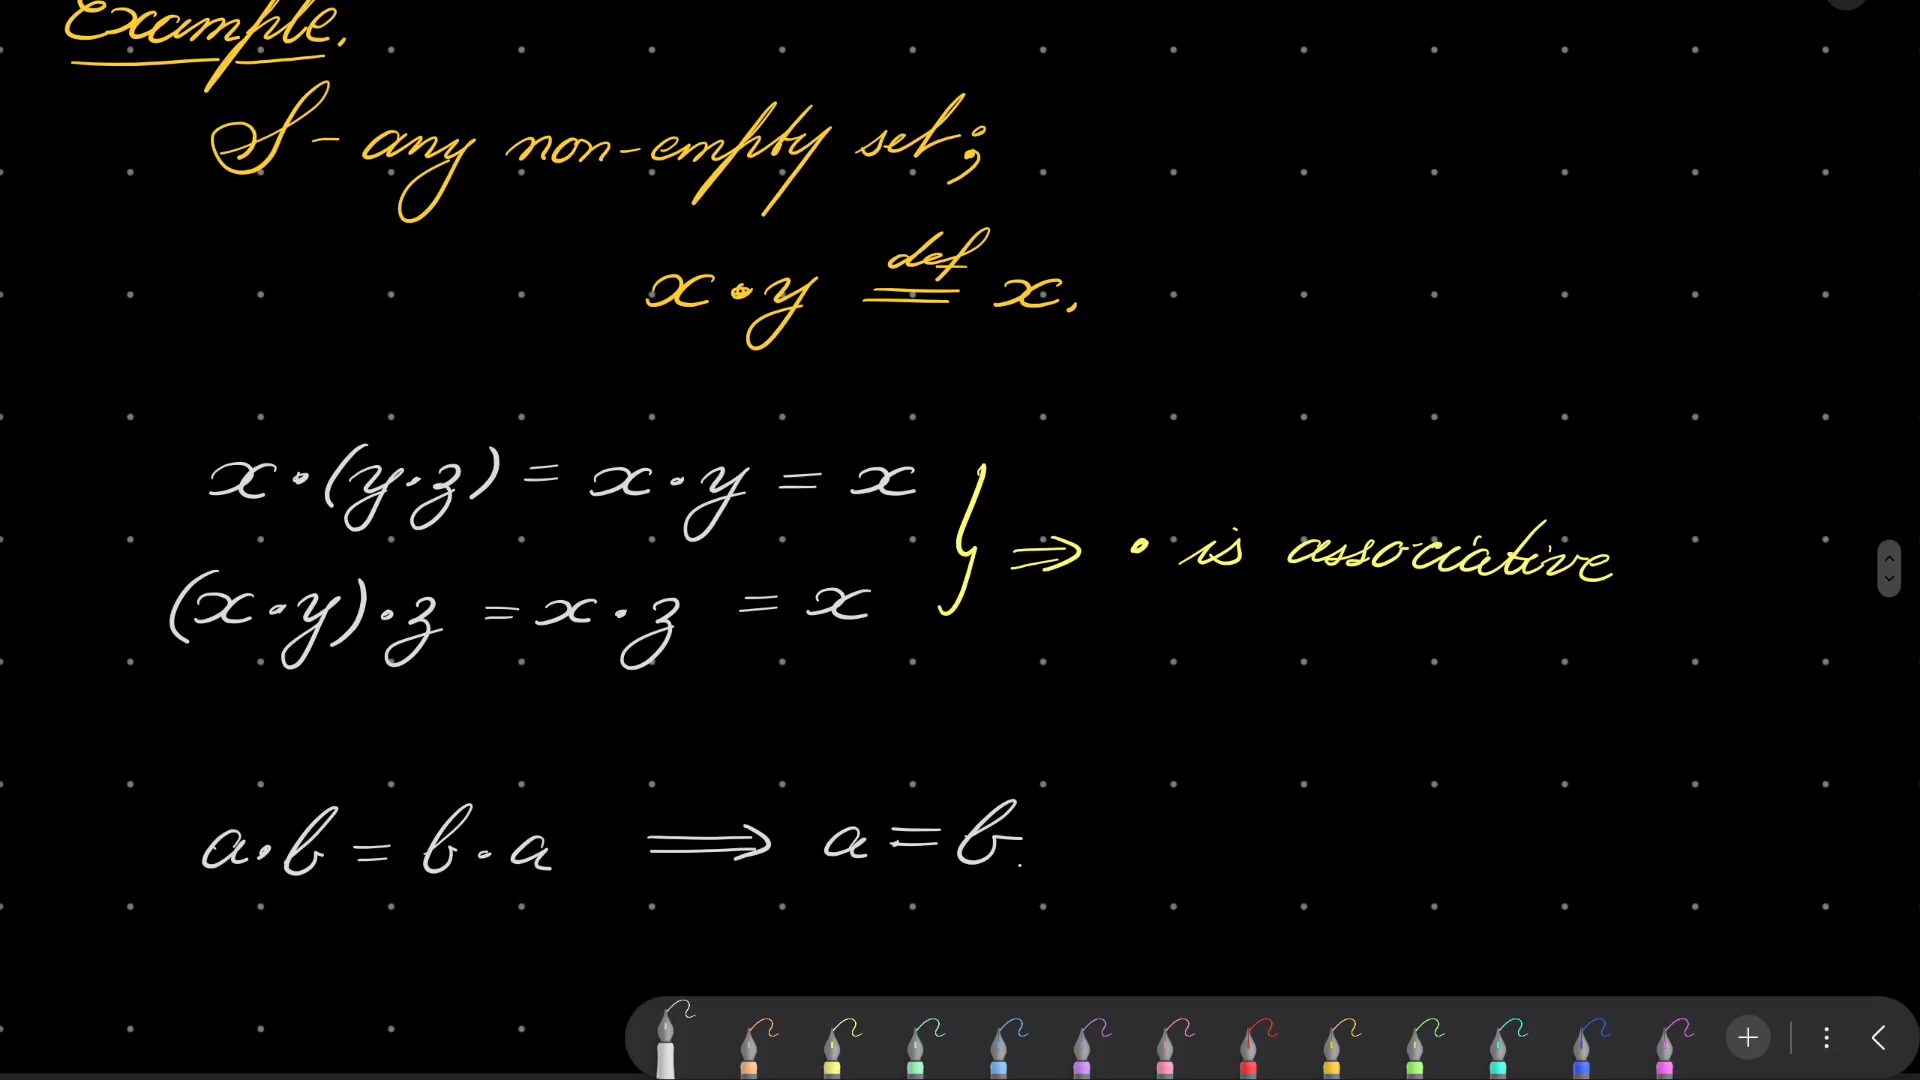 Example.
S - any non-empty set;
x • y def= x.
x · (y · z) = x · y = x
(x · y) · z = x · z = x
} ⇒ • is associative
a · b = b · a ⟹ a = b.